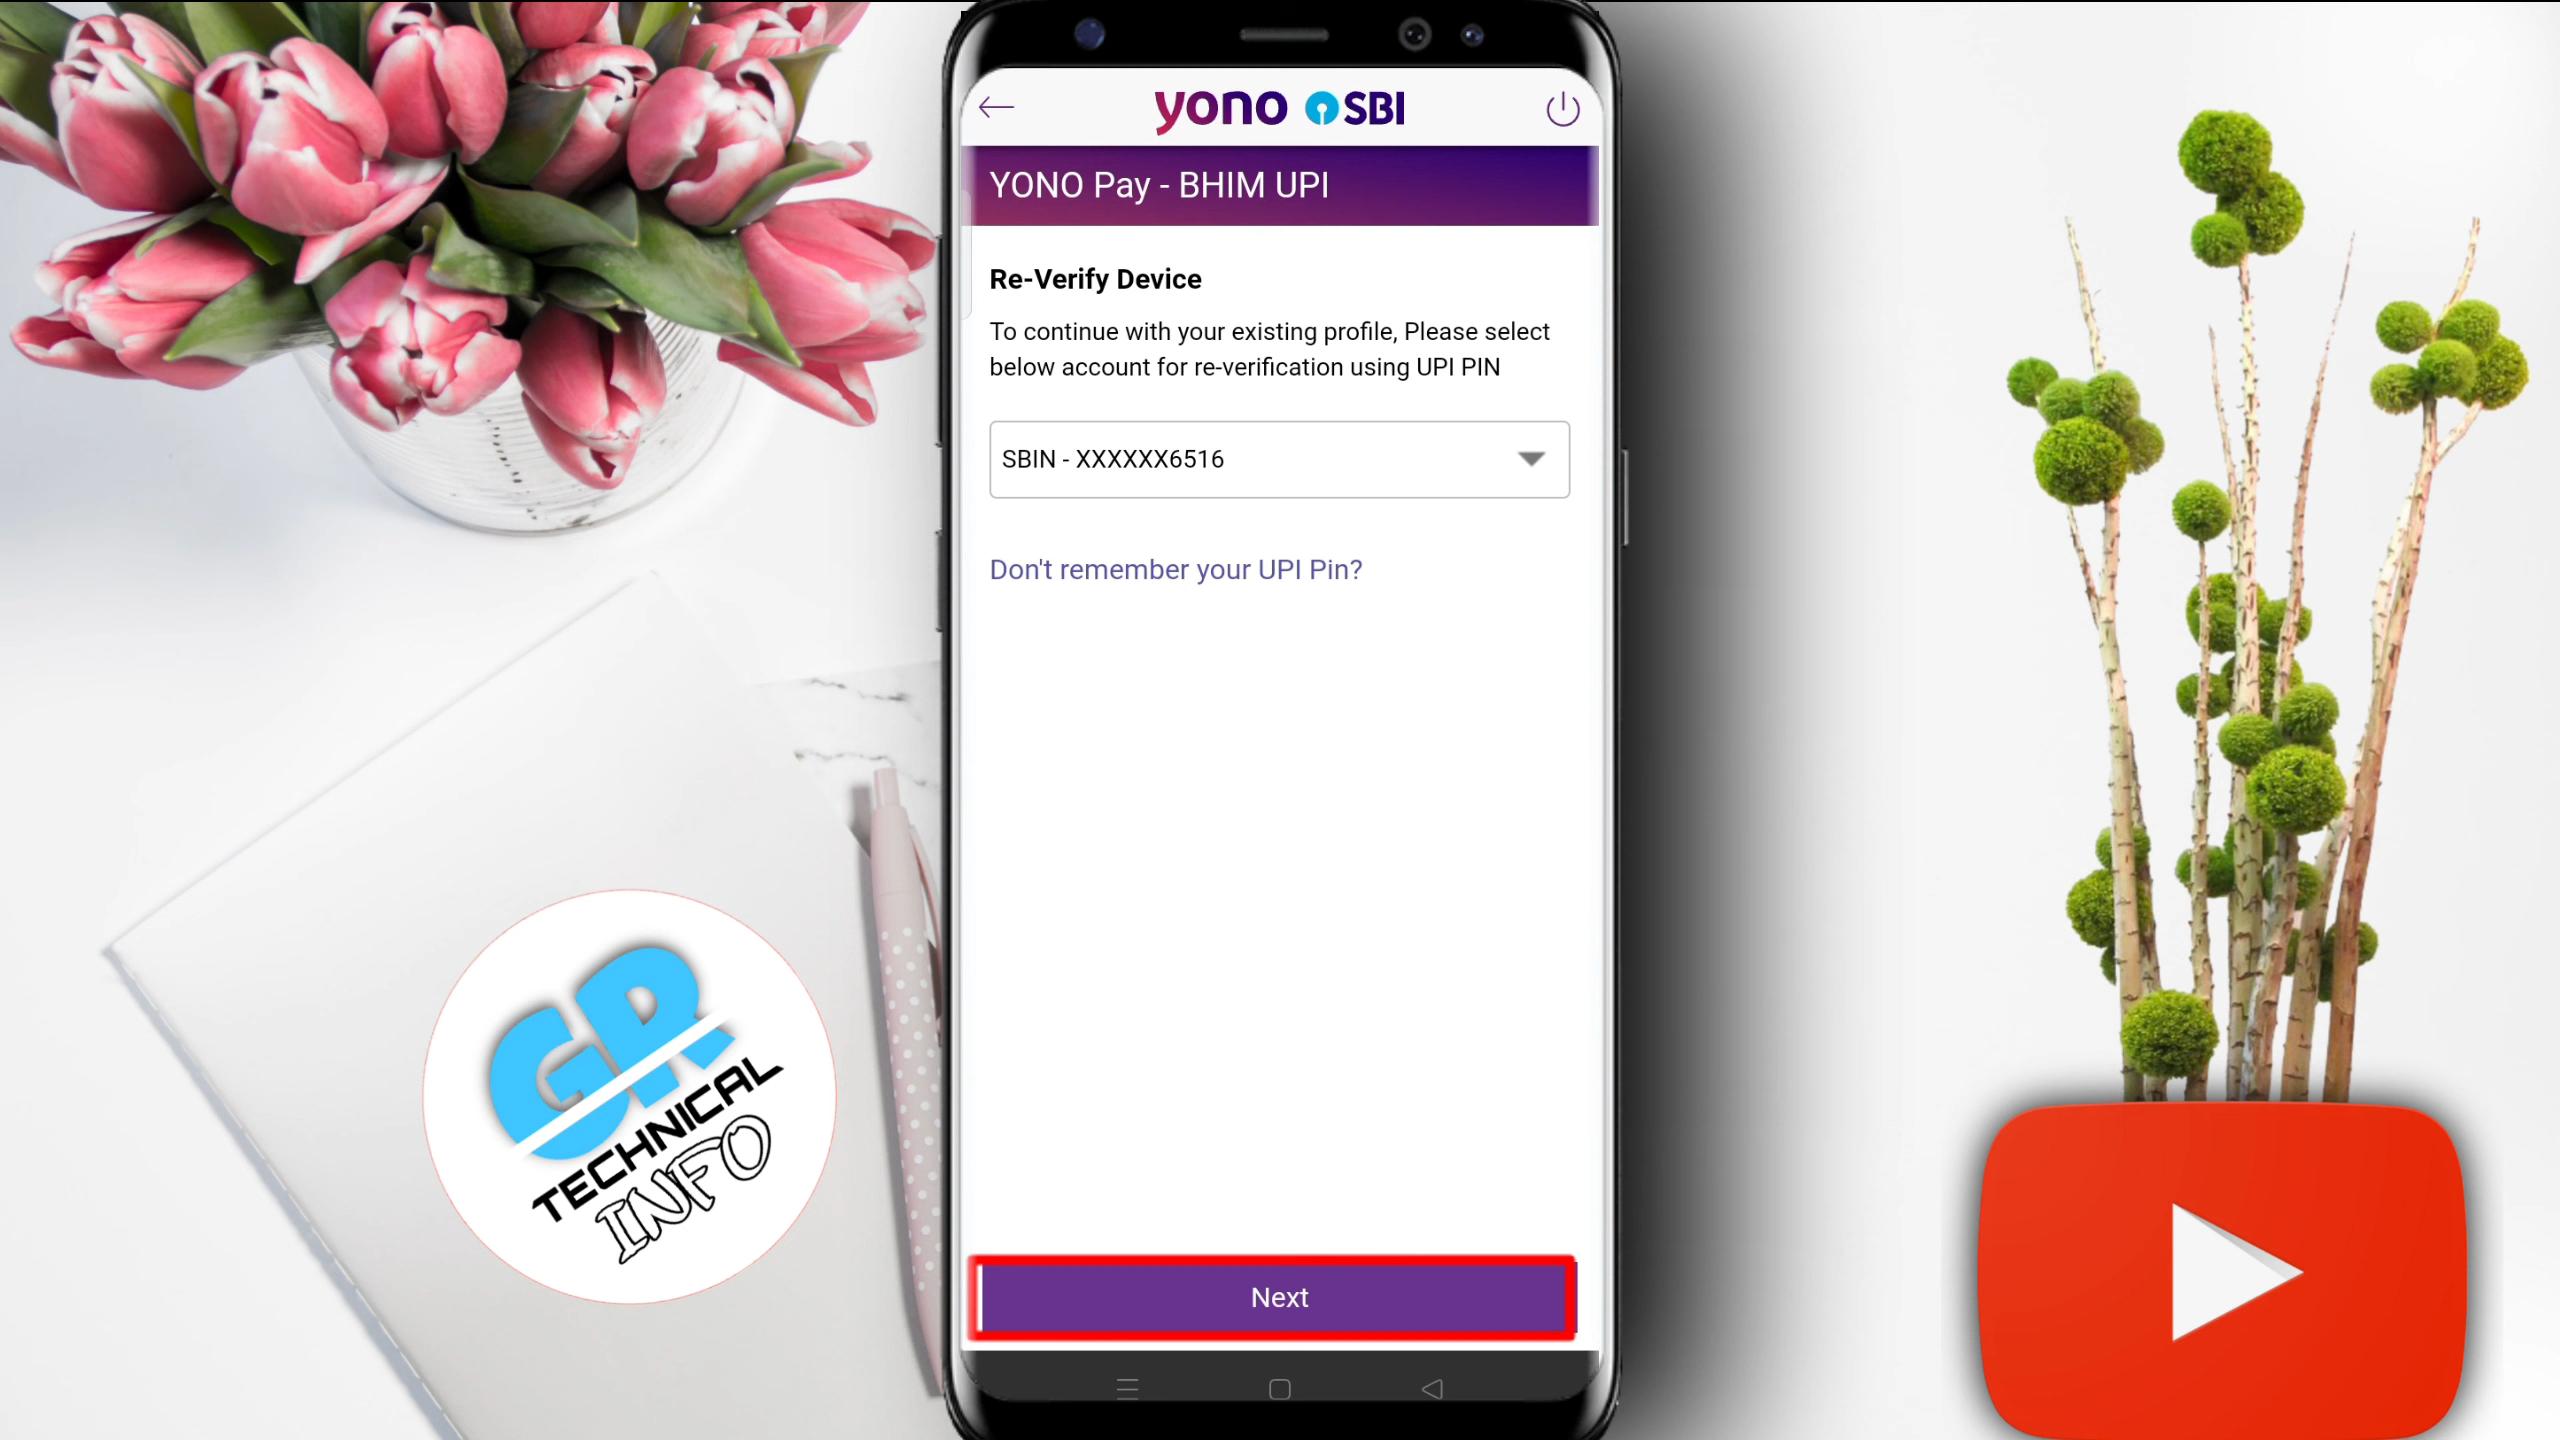 yono SBI
YONO Pay - BHIM UPI
Re-Verify Device
To continue with your existing profile, Please select
below account for re-verification using UPI PIN
SBIN - XXXXXX6516
Don't remember your UPI Pin?
Next
GR
TECHNICAL
INFO